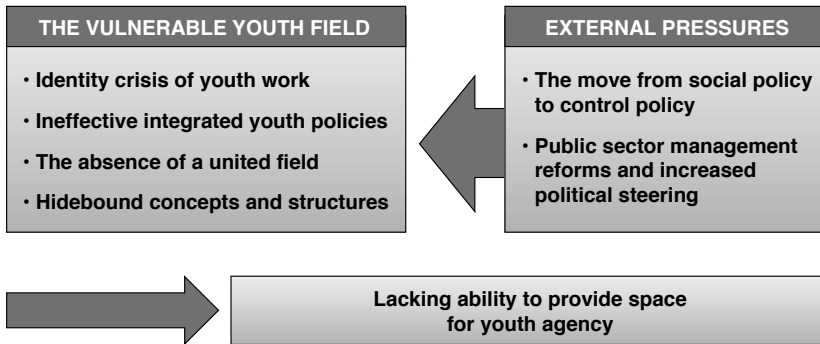 THE VULNERABLE YOUTH FIELD
• Identity crisis of youth work
• Ineffective integrated youth policies
• The absence of a united field
• Hidebound concepts and structures
EXTERNAL PRESSURES
• The move from social policy
to control policy
• Public sector management
reforms and increased
political steering
Lacking ability to provide space
for youth agency